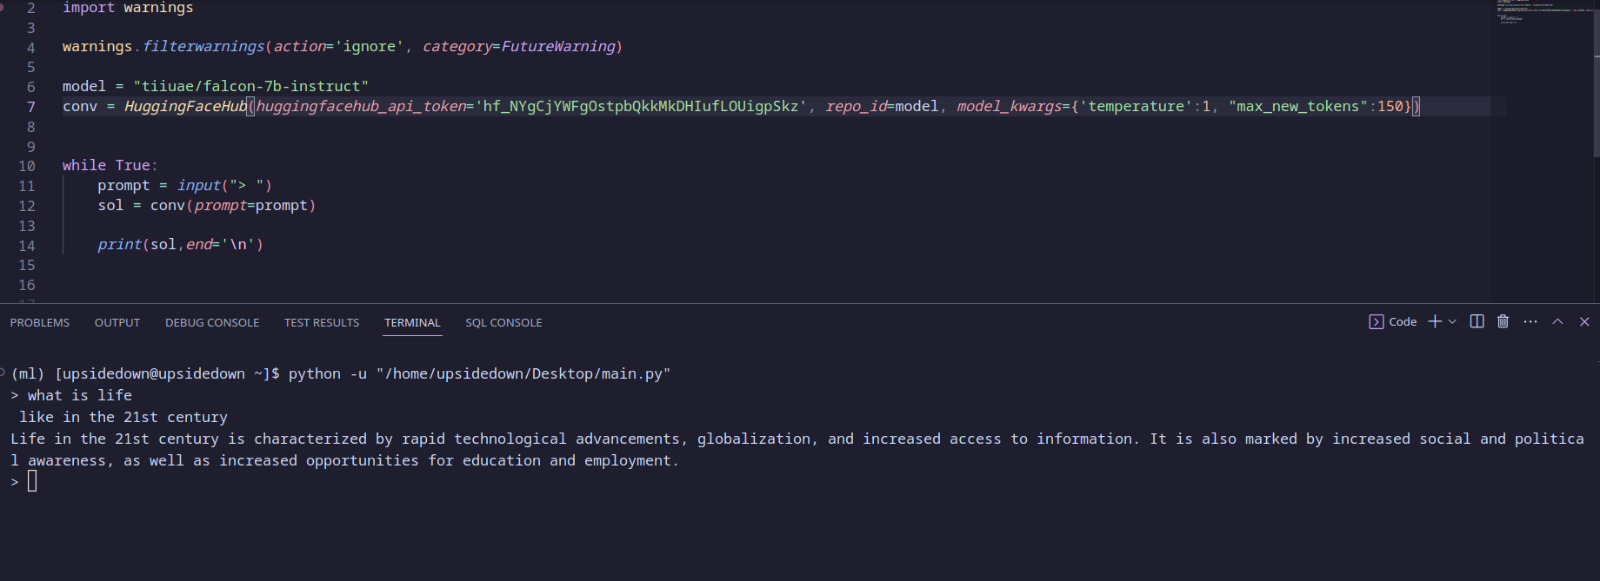 2 import warnings
3
4 warnings.filterwarnings(action='ignore', category=FutureWarning)
5
6 model = "tiiuae/falcon-7b-instruct"
7 conv = HuggingFaceHub(huggingfacehub_api_token='hf_NYgCjYWFgOstpbQkkMkDHIufLOUigpSkz', repo_id=model, model_kwargs={'temperature':1, "max_new_tokens":150})
8
9
10 while True:
11 prompt = input("> ")
12 sol = conv(prompt=prompt)
13
14 print(sol,end='\n')
15
16
17
PROBLEMS OUTPUT DEBUG CONSOLE TEST RESULTS TERMINAL SQL CONSOLE Code
(ml) [upsidedown@upsidedown ~]$ python -u "/home/upsidedown/Desktop/main.py"
> what is life
like in the 21st century
Life in the 21st century is characterized by rapid technological advancements, globalization, and increased access to information. It is also marked by increased social and politica
l awareness, as well as increased opportunities for education and employment.
>